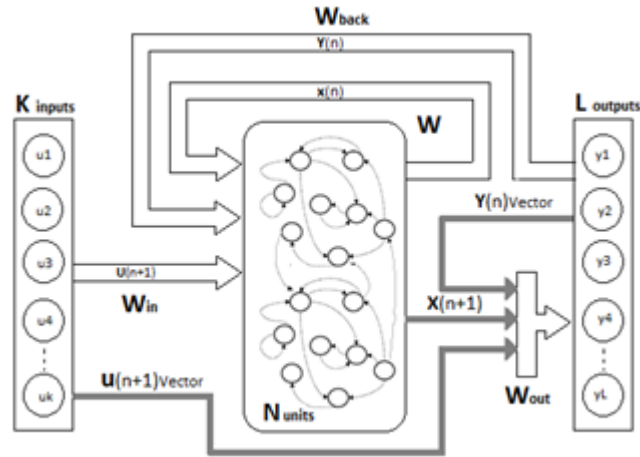 Wback
Y(n)
K inputs
x(n)
L outputs
W
u1
y1
u2
Y(n)Vector
y2
u3
U(n+1)
y3
Win
X(n+1)
u4
y4
u(n+1)Vector
uk
N units
Wout
yL